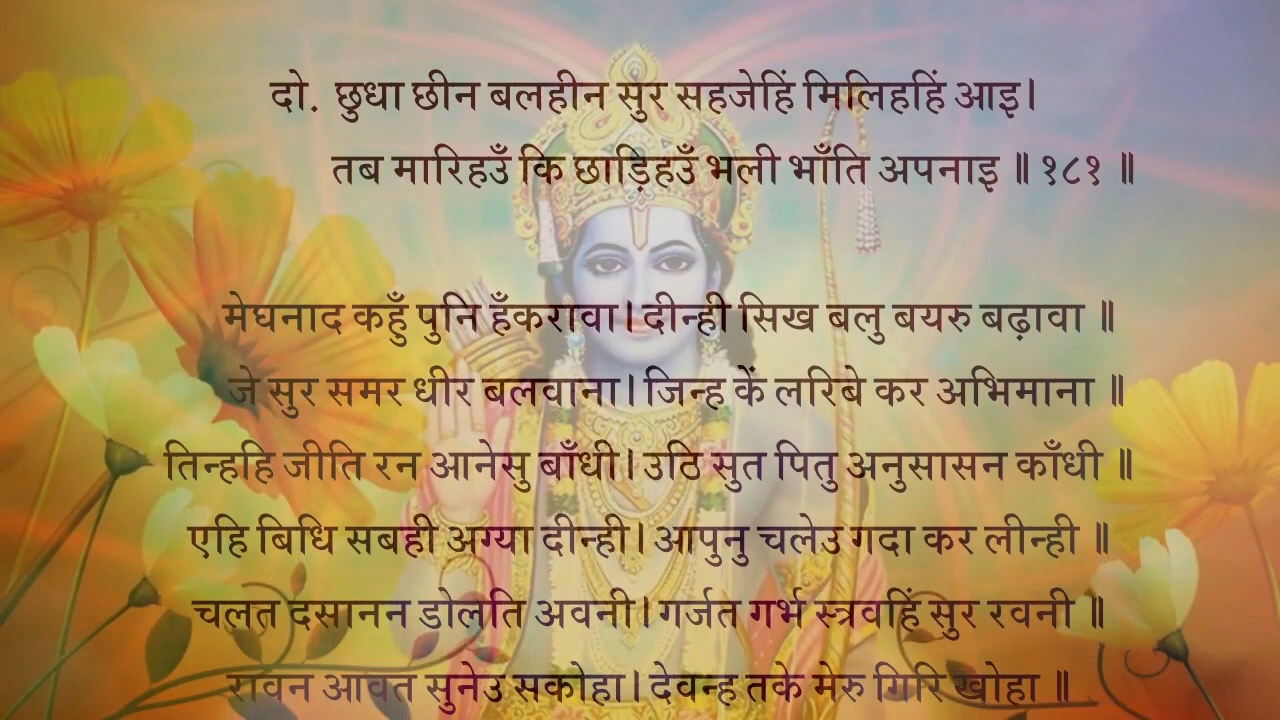 दो. छुधा छीन बलहीन सुर सहजेहिं मिलिहहिं आइ।
तब मारिहउँ कि छाड़िहउँ भली भाँति अपनाइ ॥ १८१ ॥
मेघनाद कहुँ पुनि हँकरावा। दीन्ही सिख बलु बयरु बढ़ावा ॥
जे सुर समर धीर बलवाना। जिन्ह कें लरिबे कर अभिमाना ॥
तिन्हहि जीति रन आनेसु बाँधी। उठि सुत पितु अनुसासन काँधी ॥
एहि बिधि सबही अग्या दीन्ही। आपुनु चलेउ गदा कर लीन्ही ॥
चलत दसानन डोलति अवनी। गर्जत गर्भ स्त्रवहिं सुर रवनी ॥
रावन आवत सुनेउ सकोहा। देवन्ह तके मेरु गिरि खोहा ॥